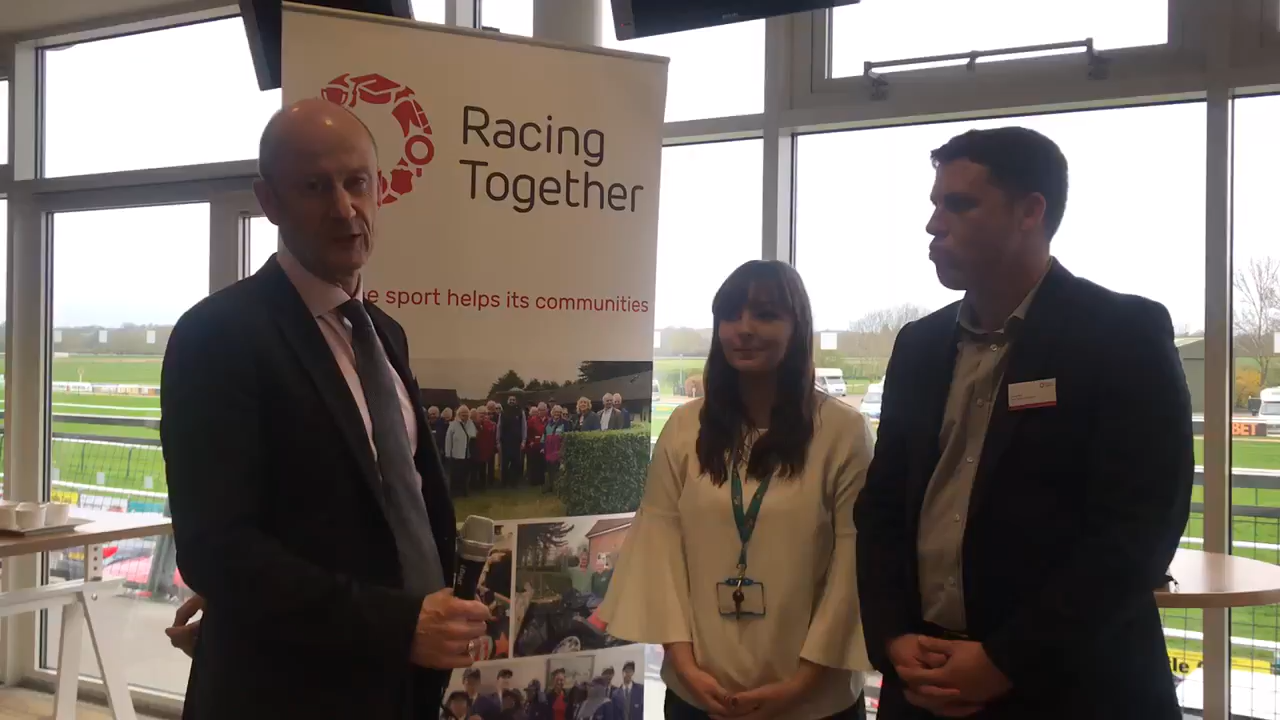 Racing
Together
e sport helps its communities
BET